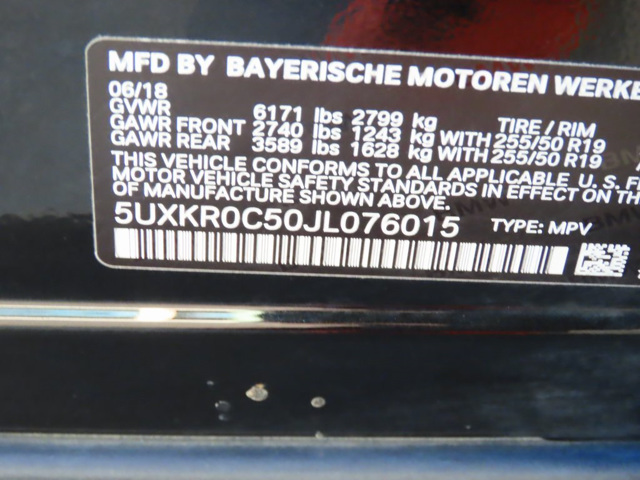 MFD BY BAYERISCHE MOTOREN WERKE
06/18
GVWR 6171 lbs 2799 kg TIRE / RIM
GAWR FRONT 2740 lbs 1243 kg WITH 255/50 R19
GAWR REAR 3589 lbs 1628 kg WITH 255/50 R19
THIS VEHICLE CONFORMS TO ALL APPLICABLE U.S. F
MOTOR VEHICLE SAFETY STANDARDS IN EFFECT ON THE
OF MANUFACTURE SHOWN ABOVE.
5UXKR0C50JL076015 TYPE: MPV